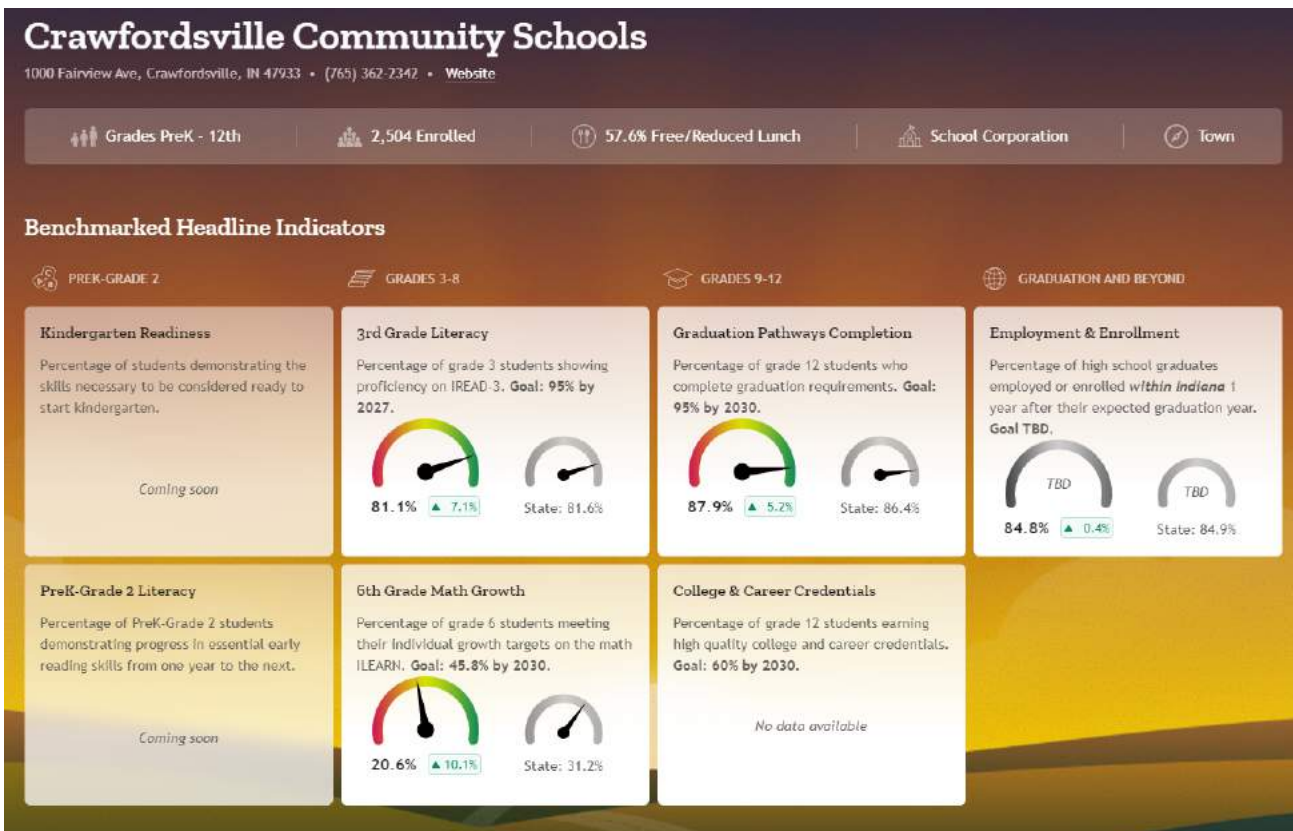 Crawfordsville Community Schools
1000 Fairview Ave, Crawfordsville, IN 47933 • (765) 362-2342 • Website
Grades PreK - 12th
2,504 Enrolled
57.6% Free/Reduced Lunch
School Corporation
Town
Benchmarked Headline Indicators
PREK-GRADE 2
GRADES 3-8
GRADES 9-12
GRADUATION AND BEYOND
Kindergarten Readiness
Percentage of students demonstrating the
skills necessary to be considered ready to
start kindergarten.
Coming soon
3rd Grade Literacy
Percentage of grade 3 students showing
proficiency on IREAD-3. Goal: 95% by
2027.
81.1% ▲ 7.1%
State: 81.6%
Graduation Pathways Completion
Percentage of grade 12 students who
complete graduation requirements. Goal:
95% by 2030.
87.9% ▲ 5.2%
State: 86.4%
Employment & Enrollment
Percentage of high school graduates
employed or enrolled within Indiana 1
year after their expected graduation year.
Goal TBD.
TBD
TBD
84.8% ▲ 0.4%
State: 84.9%
PreK-Grade 2 Literacy
Percentage of PreK-Grade 2 students
demonstrating progress in essential early
reading skills from one year to the next.
Coming soon
6th Grade Math Growth
Percentage of grade 6 students meeting
their individual growth targets on the math
ILEARN. Goal: 45.8% by 2030.
20.6% ▲ 10.1%
State: 31.2%
College & Career Credentials
Percentage of grade 12 students earning
high quality college and career credentials.
Goal: 60% by 2030.
No data available